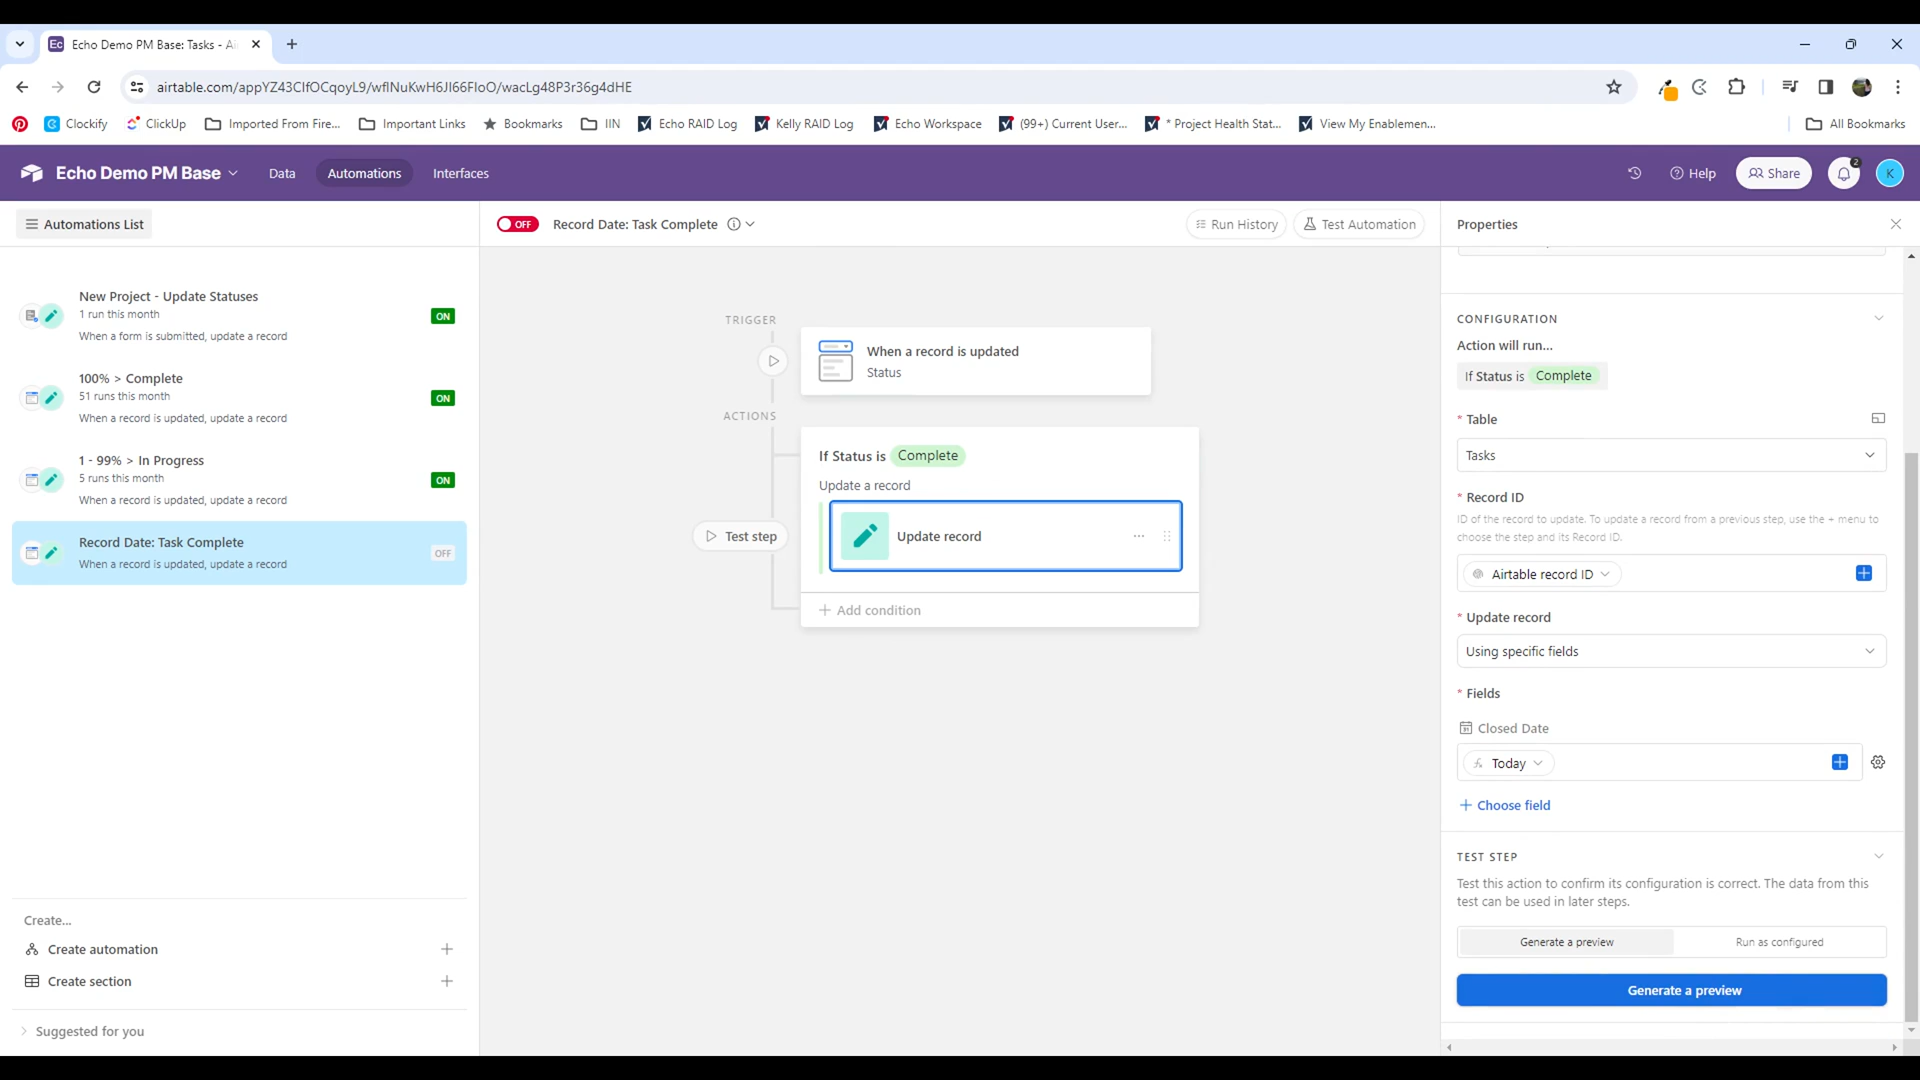 Echo Demo PM Base: Tasks - Ai
airtable.com/appYZ43CIfOCqoyL9/wflNuKwH6JI66FIoO/wacLg48P3r36g4dHE
Clockify
ClickUp
Imported From Fire...
Important Links
Bookmarks
IIN
Echo RAID Log
Kelly RAID Log
Echo Workspace
(99+) Current User...
* Project Health Stat...
View My Enablemen...
All Bookmarks
Echo Demo PM Base
Data
Automations
Interfaces
Help
Share
2
K
Automations List
OFF
Record Date: Task Complete
Run History
Test Automation
Properties
New Project - Update Statuses
1 run this month
When a form is submitted, update a record
ON
100% > Complete
51 runs this month
When a record is updated, update a record
ON
1 - 99% > In Progress
5 runs this month
When a record is updated, update a record
ON
Record Date: Task Complete
When a record is updated, update a record
OFF
Create...
Create automation
Create section
Suggested for you
TRIGGER
When a record is updated
Status
ACTIONS
If Status is Complete
Update a record
Test step
Update record
Add condition
CONFIGURATION
Action will run...
If Status is Complete
* Table
Tasks
* Record ID
ID of the record to update. To update a record from a previous step, use the + menu to
choose the step and its Record ID.
Airtable record ID
* Update record
Using specific fields
* Fields
Closed Date
Today
Choose field
TEST STEP
Test this action to confirm its configuration is correct. The data from this
test can be used in later steps.
Generate a preview
Run as configured
Generate a preview